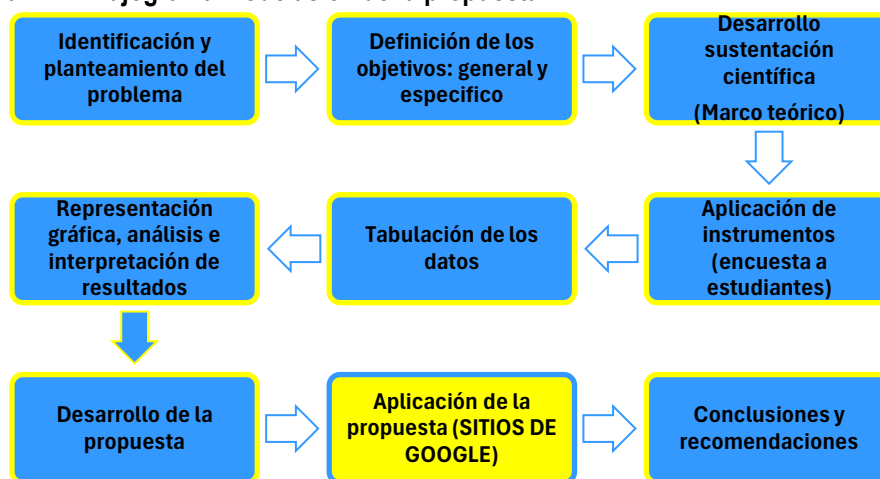 Identificación y
planteamiento del
problema
Definición de los
objetivos: general y
especifico
Desarrollo
sustentación
científica
(Marco teórico)
Representación
gráfica, análisis e
interpretación de
resultados
Tabulación de los
datos
Aplicación de
instrumentos
(encuesta a
estudiantes)
Desarrollo de la
propuesta
Aplicación de la
propuesta (SITIOS DE
GOOGLE)
Conclusiones y
recomendaciones